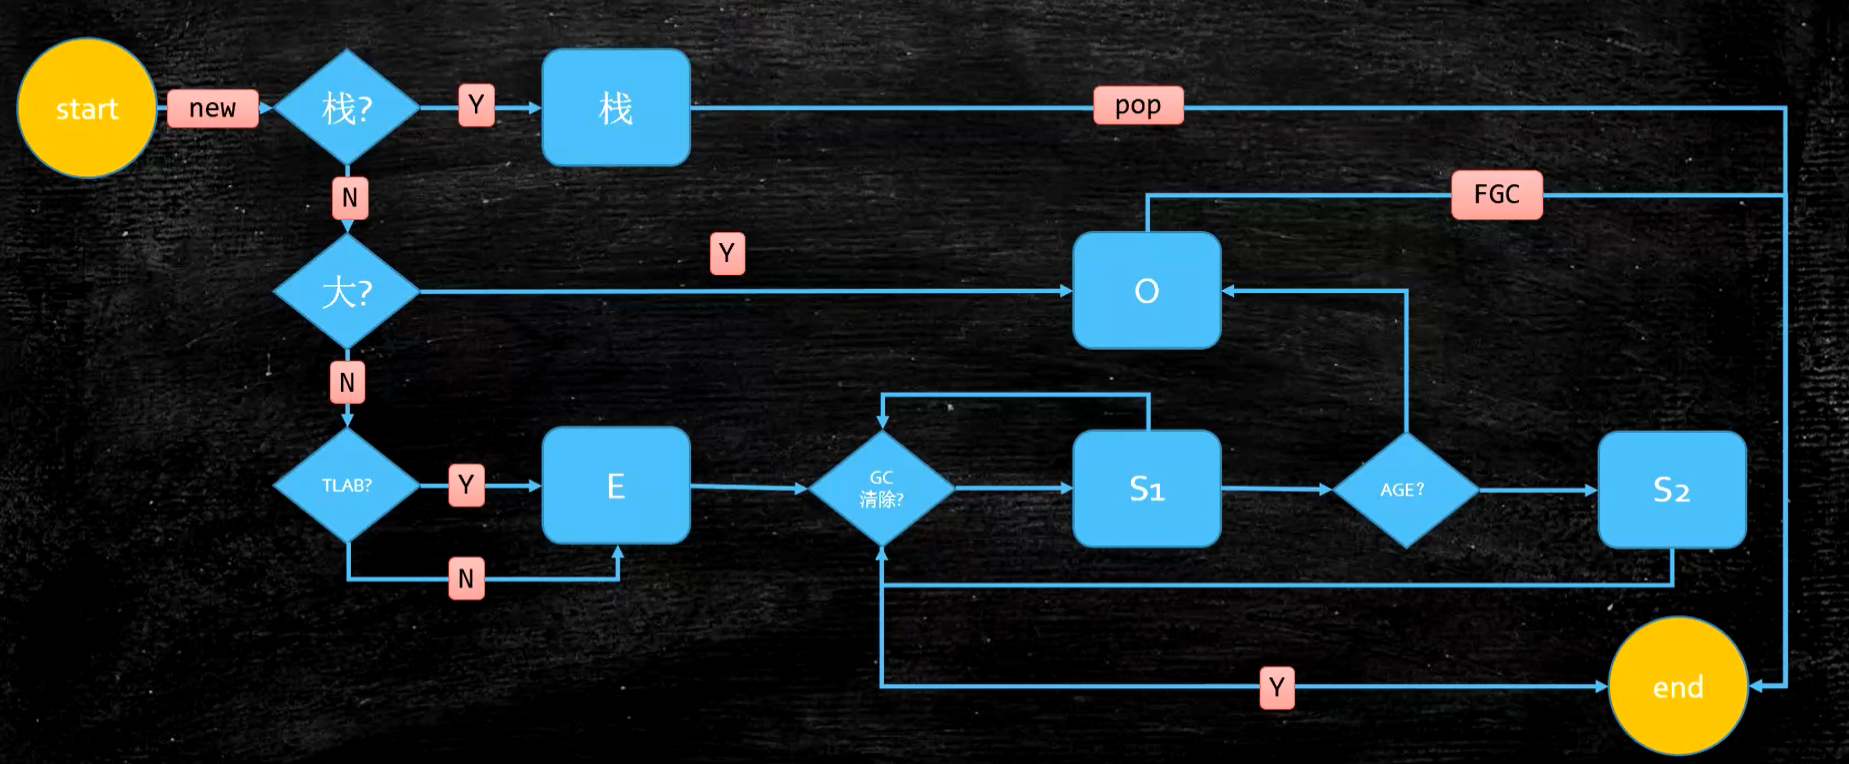 start
new
栈?
Y
栈
pop
N
FGC
大?
Y
O
N
TLAB?
Y
E
GC
清除?
S1
AGE?
S2
N
Y
end